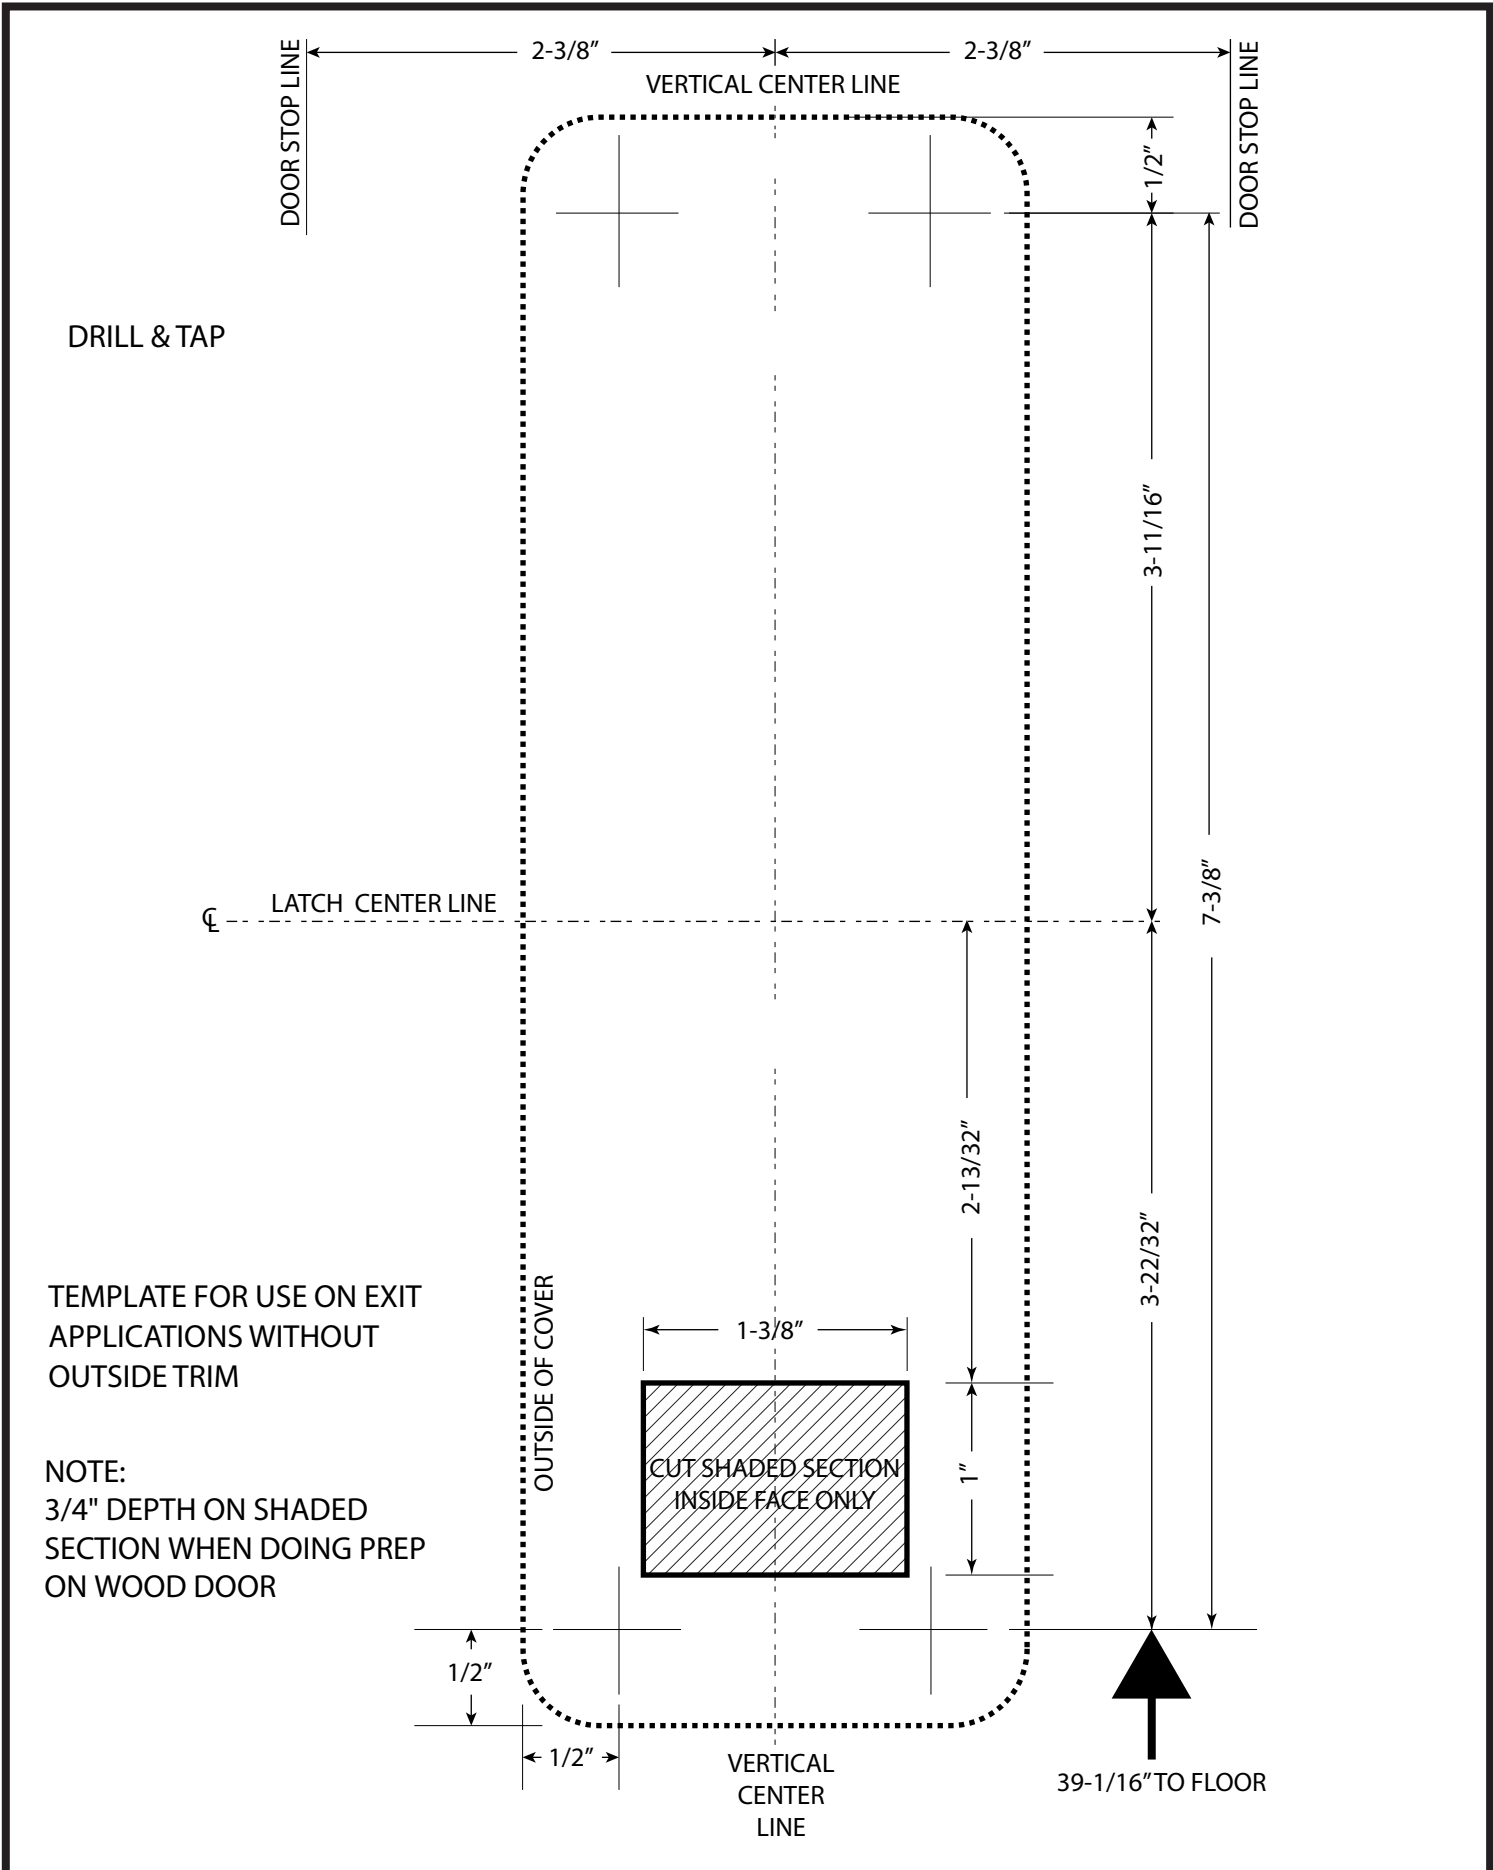 2-3/8” 2-3/8”
VERTICAL CENTER LINE
DOOR STOP LINE
DOOR STOP LINE
1/2”
DRILL & TAP
3-11/16”
7-3/8”
LATCH CENTER LINE
℄
2-13/32”
3-22/32”
TEMPLATE FOR USE ON EXIT
APPLICATIONS WITHOUT
OUTSIDE TRIM
OUTSIDE OF COVER
1-3/8”
CUT SHADED SECTION
INSIDE FACE ONLY
1”
NOTE:
3/4" DEPTH ON SHADED
SECTION WHEN DOING PREP
ON WOOD DOOR
1/2”
1/2”
VERTICAL
CENTER
LINE
39-1/16” TO FLOOR